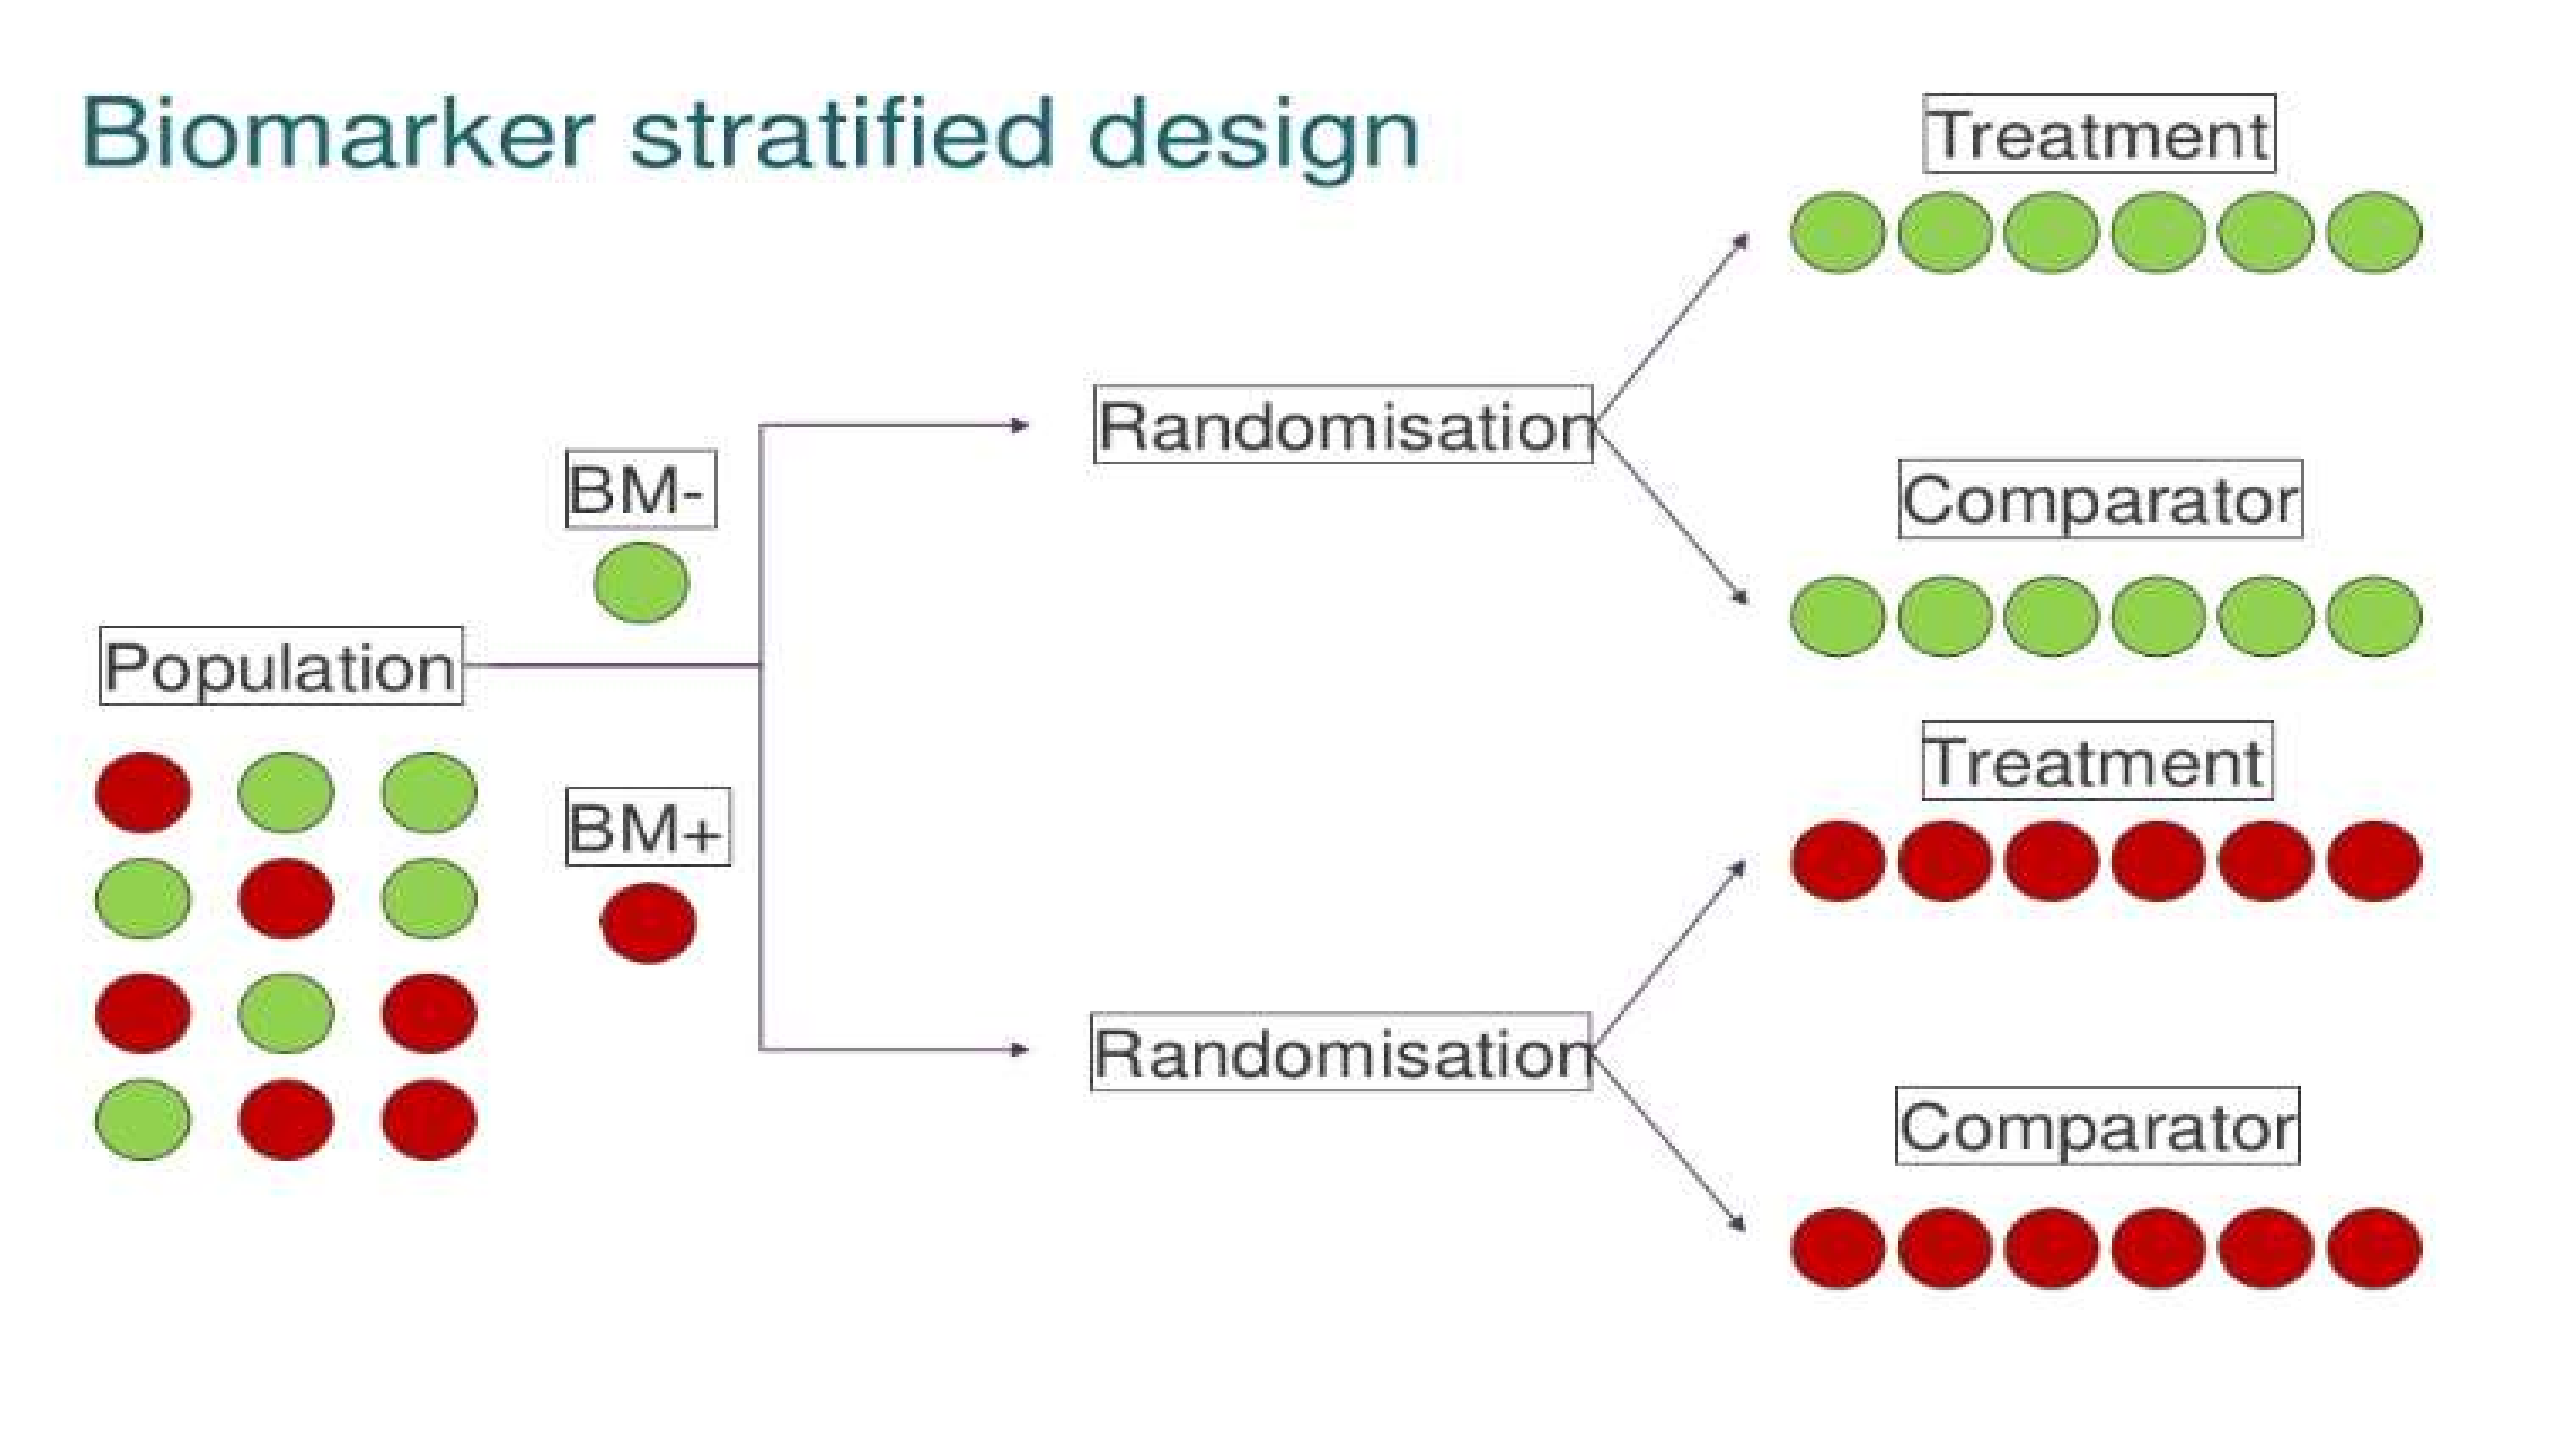 Biomarker stratified design
Treatment
Randomisation
BM-
Comparator
Population
Treatment
BM+
Randomisation
Comparator